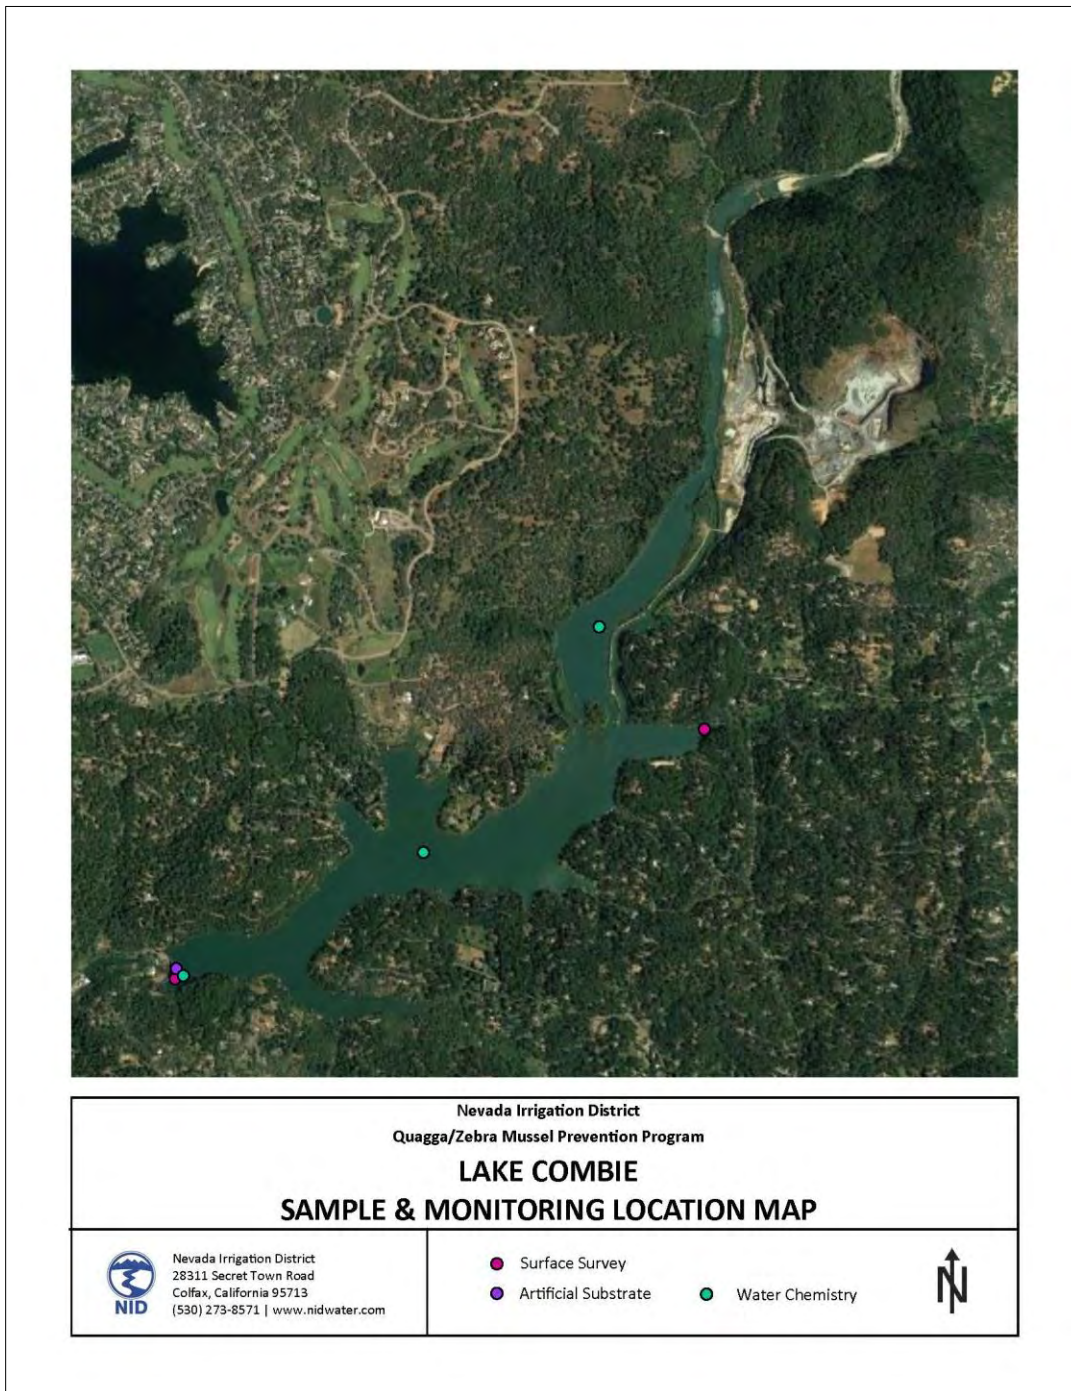 Nevada Irrigation District
Quagga/Zebra Mussel Prevention Program
LAKE COMBIE
SAMPLE & MONITORING LOCATION MAP
NID
Nevada Irrigation District
28311 Secret Town Road
Colfax, California 95713
(530) 273-8571 | www.nidwater.com
Surface Survey
Artificial Substrate
Water Chemistry
N